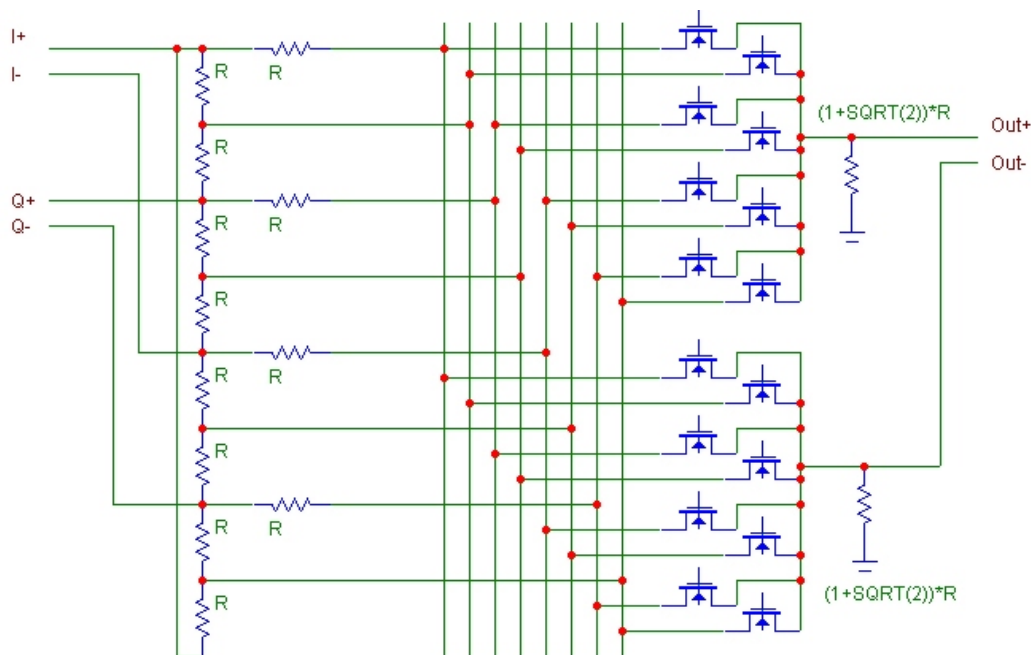 I+
R R
I-
R
(1+SQRT(2))*R
Out+
Out-
Q+
R R
Q-
R
R R
R
R R
R
(1+SQRT(2))*R